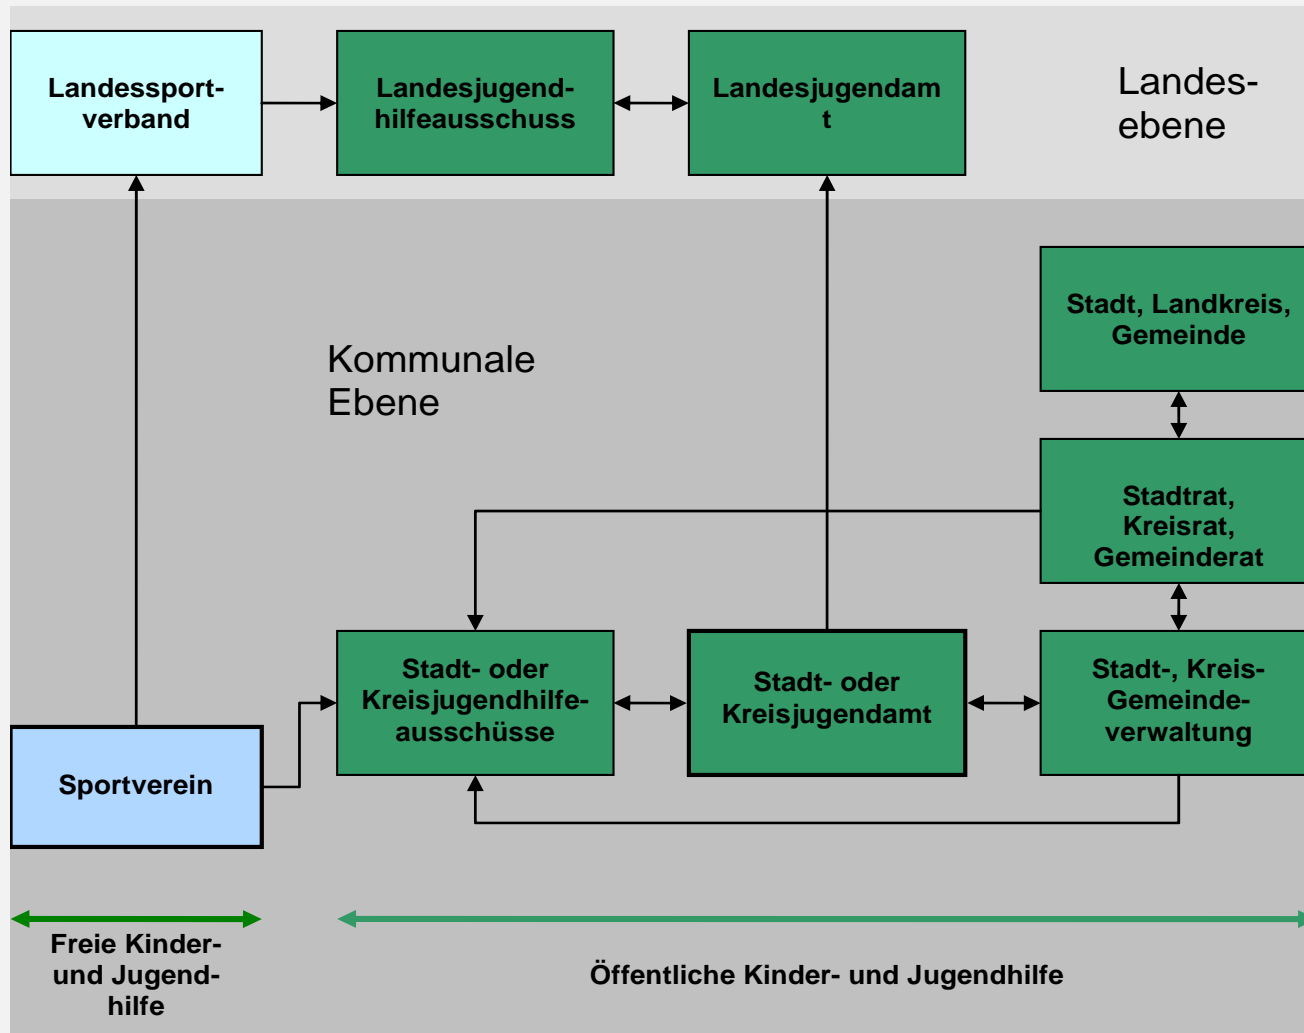 Landessport-
verband
Landesjugend-
hilfeausschuss
Landesjugendam
t
Landes-
ebene
Kommunale
Ebene
Stadt, Landkreis,
Gemeinde
Stadtrat,
Kreisrat,
Gemeinderat
Stadt- oder
Kreisjugendhilfe-
ausschüsse
Stadt- oder
Kreisjugendamt
Stadt-, Kreis-
Gemeinde-
verwaltung
Sportverein
Freie Kinder-
und Jugend-
hilfe
Öffentliche Kinder- und Jugendhilfe